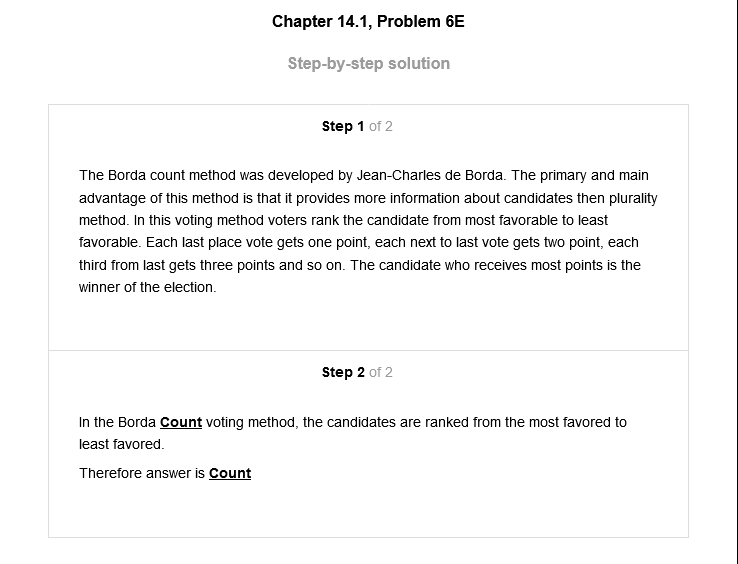 Chapter 14.1, Problem 6E
Step-by-step solution
Step 1 of 2
The Borda count method was developed by Jean-Charles de Borda. The primary and main
advantage of this method is that it provides more information about candidates then plurality
method. In this voting method voters rank the candidate from most favorable to least
favorable. Each last place vote gets one point, each next to last vote gets two point, each
third from last gets three points and so on. The candidate who receives most points is the
winner of the election.
Step 2 of 2
In the Borda Count voting method, the candidates are ranked from the most favored to
least favored.
Therefore answer is Count